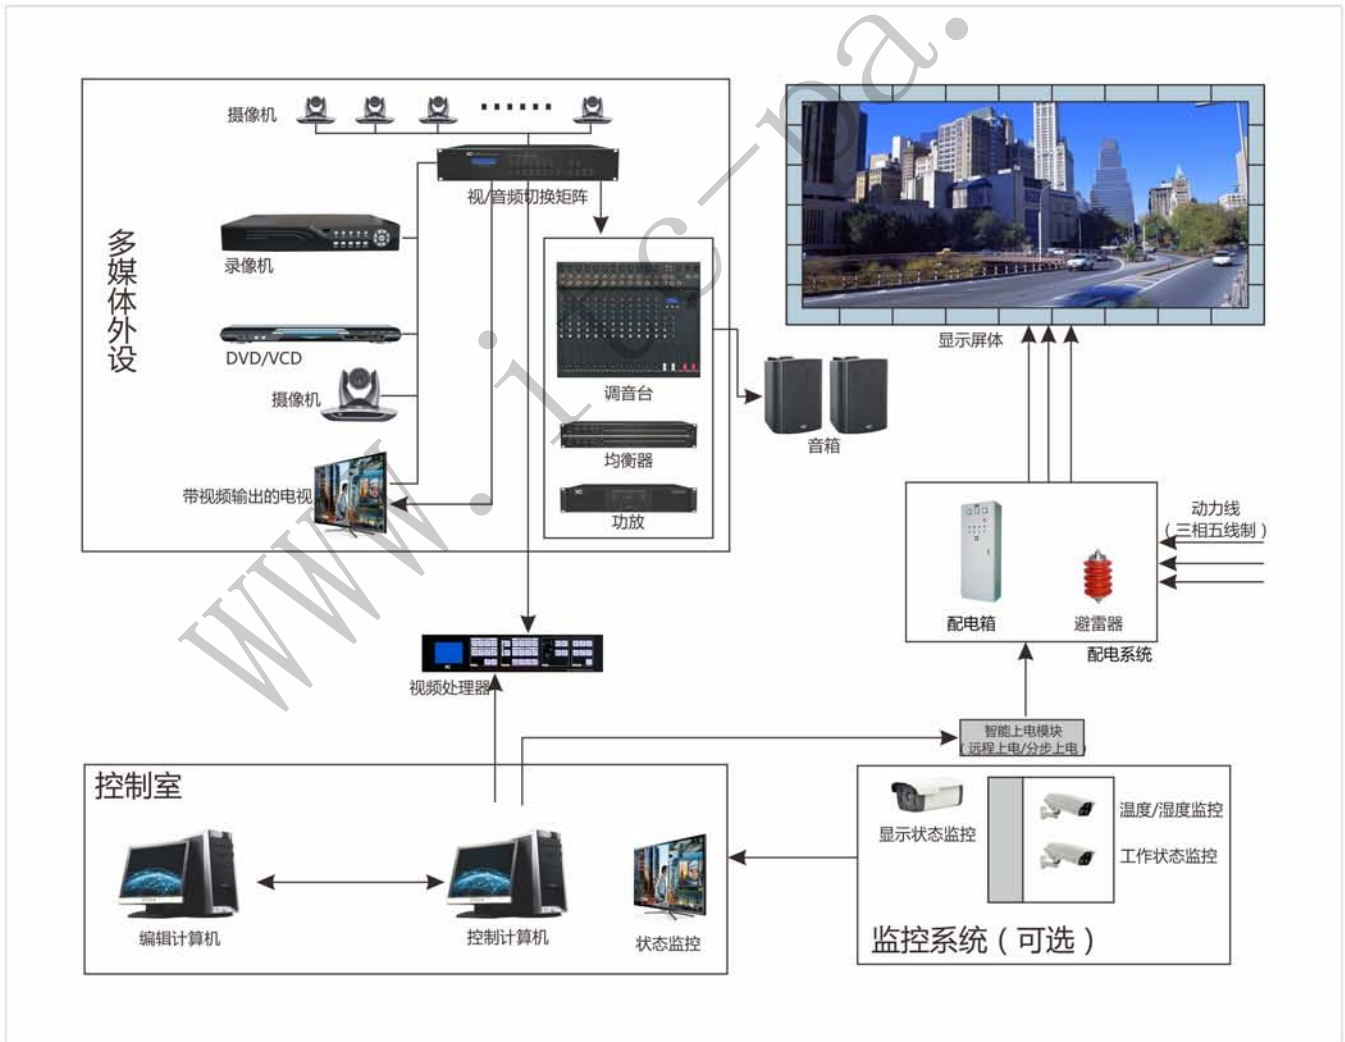 摄像机
视/音频切换矩阵
多媒体外设
录像机
DVD/VCD
摄像机
带视频输出的电视
调音台
均衡器
功放
音箱
显示屏体
动力线
（三相五线制）
配电箱
避雷器
配电系统
视频处理器
智能上电模块
（远程上电/分步上电）
控制室
编辑计算机
控制计算机
状态监控
显示状态监控
温度/湿度监控
工作状态监控
监控系统（可选）
www.itc-pa.